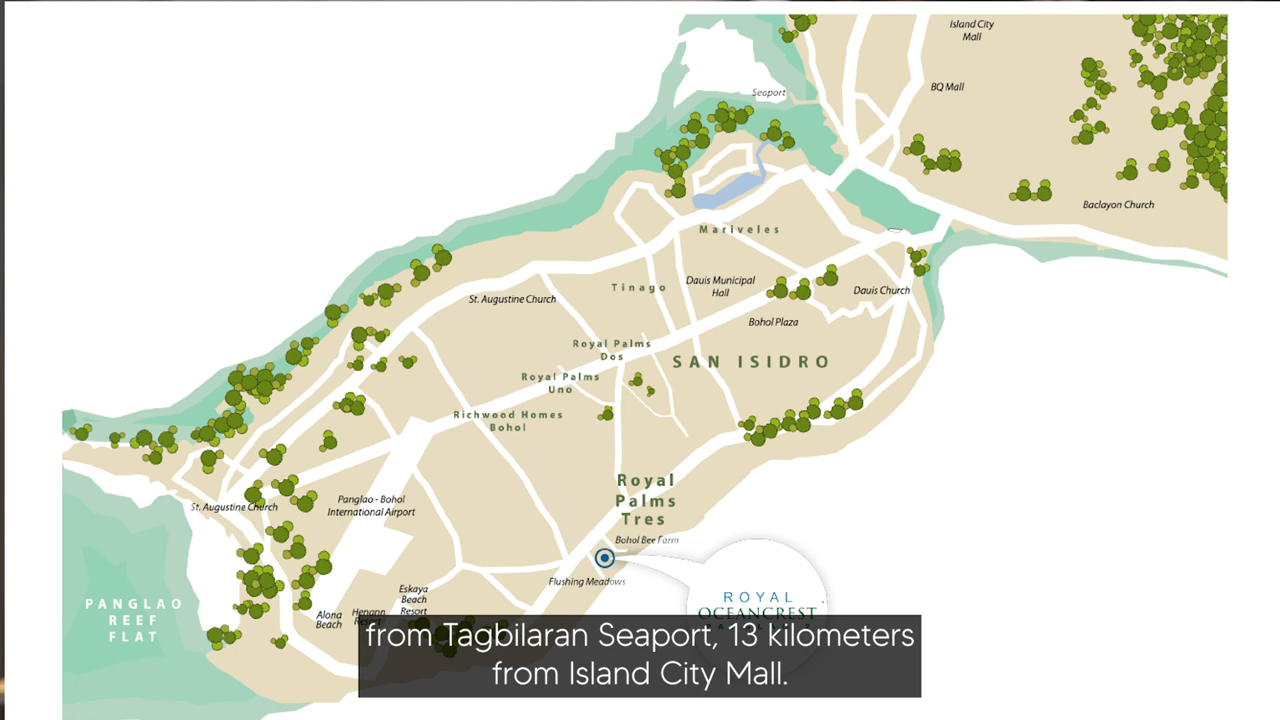 Island City
Mall
BQ Mall
Seaport
Baclayon Church
Mariveles
Dauis Municipal
Hall
Dauis Church
Tinago
St. Augustine Church
Bohol Plaza
Royal Palms
Dos
SAN ISIDRO
Royal Palms
Uno
Richwood Homes
Bohol
Royal
Palms
Tres
St. Augustine Church
Panglao - Bohol
International Airport
Bohol Bee Farm
Flushing Meadows
Eskaya
Beach
Resort
Henann
Alona
Beach
PANGLAO
REEF
FLAT
ROYAL
OCEANCREST
from Tagbilaran Seaport, 13 kilometers
from Island City Mall.